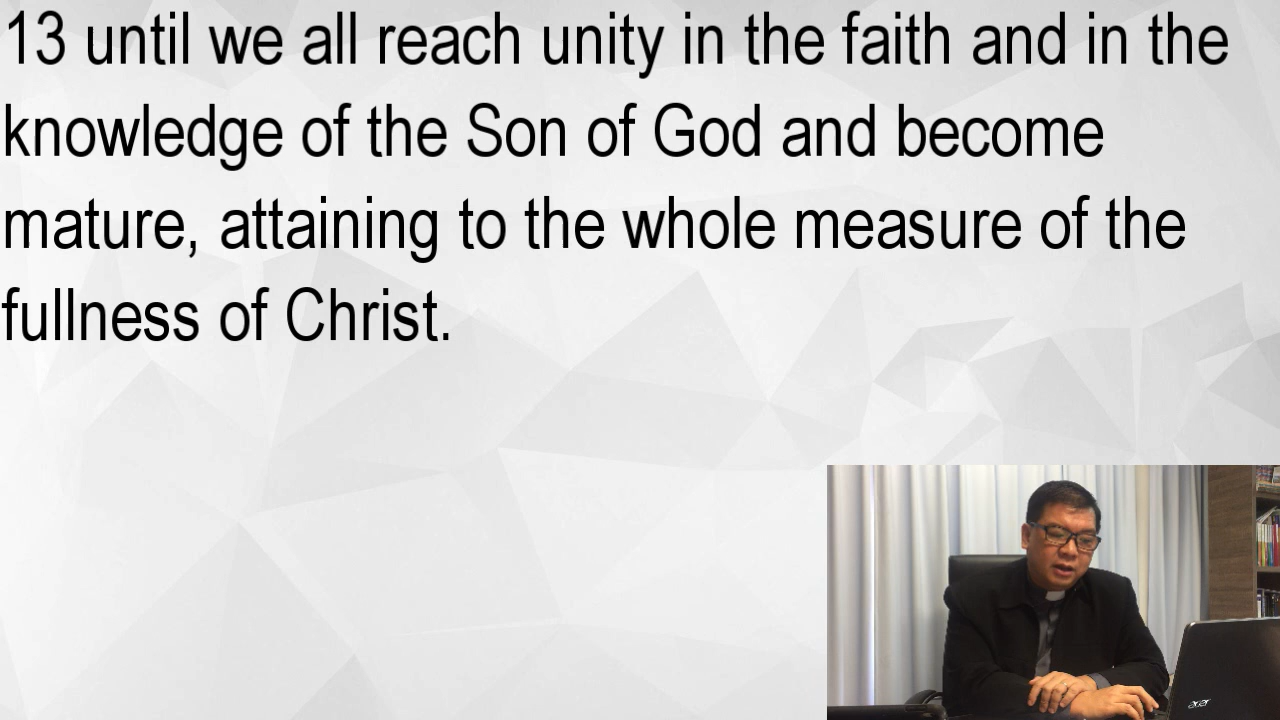 13 until we all reach unity in the faith and in the
knowledge of the Son of God and become
mature, attaining to the whole measure of the
fullness of Christ.
acer